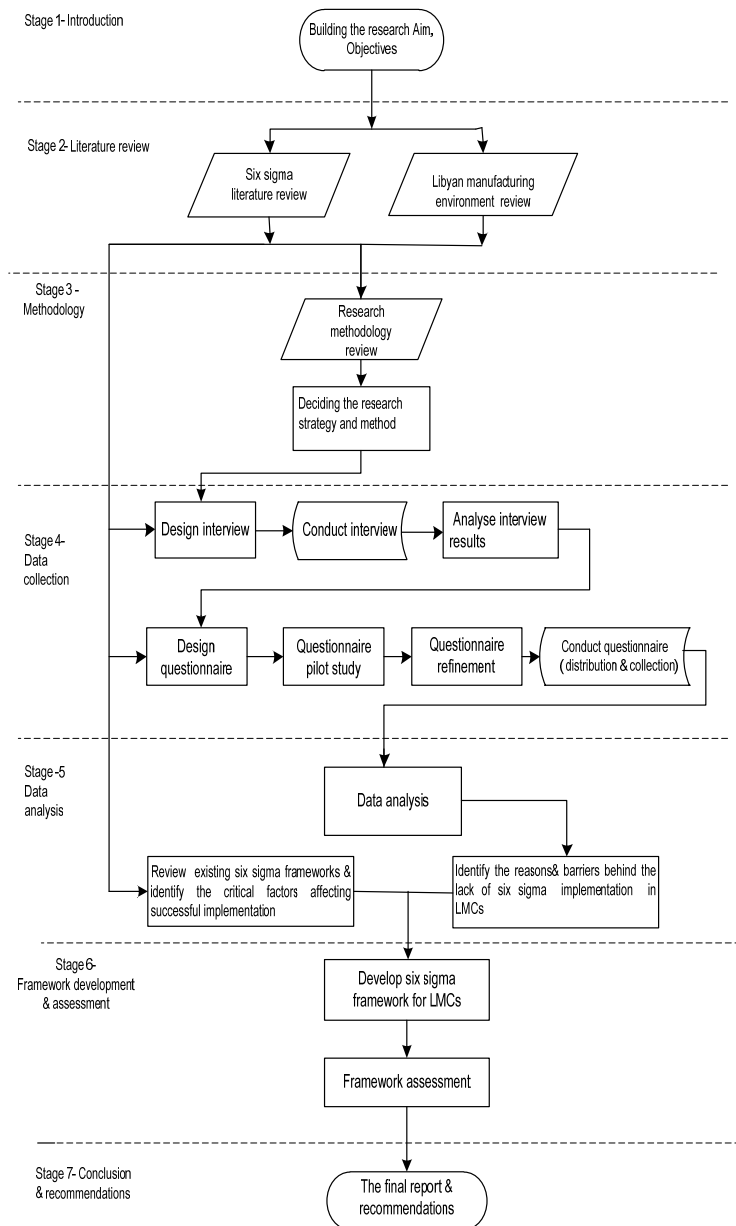 Stage 1- Introduction
Building the research Aim,
Objectives
Stage 2- Literature review
Six sigma
literature review
Libyan manufacturing
environment review
Stage 3 -
Methodology
Research
methodology
review
Deciding the research
strategy and method
Stage 4-
Data
collection
Design interview
Conduct interview
Analyse interview
results
Design
questionnaire
Questionnaire
pilot study
Questionnaire
refinement
Conduct questionnaire
( distribution & collection)
Stage -5
Data
analysis
Data analysis
Review existing six sigma frameworks &
identify the critical factors affecting
successful implementation
Identify the reasons& barriers behind the
lack of six sigma implementation in
LMCs
Stage 6-
Framework development
& assessment
Develop six sigma
framework for LMCs
Framework assessment
Stage 7- Conclusion
& recommendations
The final report &
recommendations